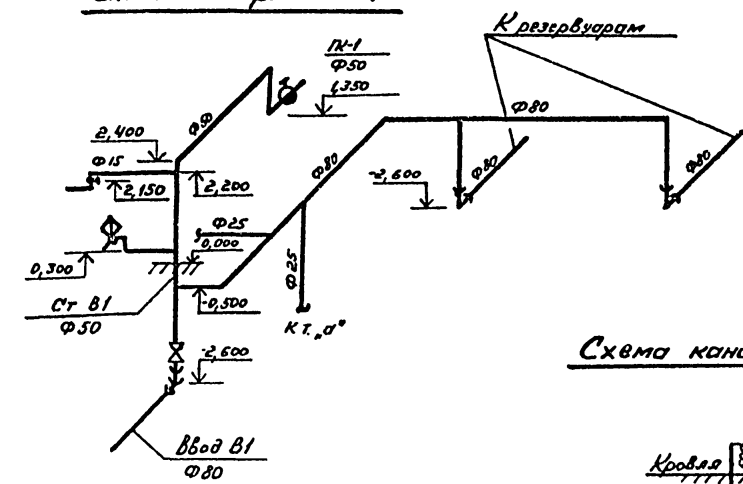 К резервуарам
ПК-1
Ф50
1,350
Ф80
2,400
Ф50
Ф15
Ф80
Ф80
Ф80
-2,600
2,150
2,200
Ф25
0,000
0,300
Ф25
Ст В1
Ф50
-0,500
К т. „а"
-2,600
Схема кана
Ввод В1
Ф80
Кровля